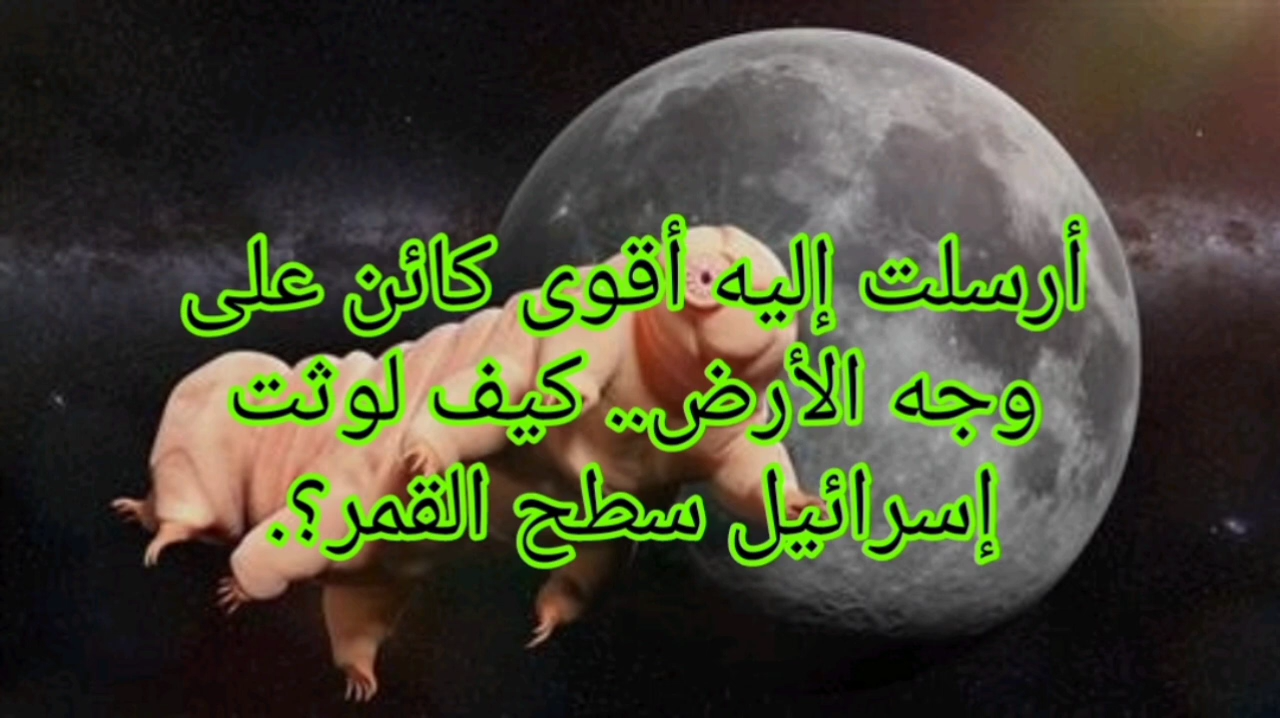 أرسلت إليه أقوى كائن على
وجه الأرض.. كيف لوثت
إسرائيل سطح القمر؟.